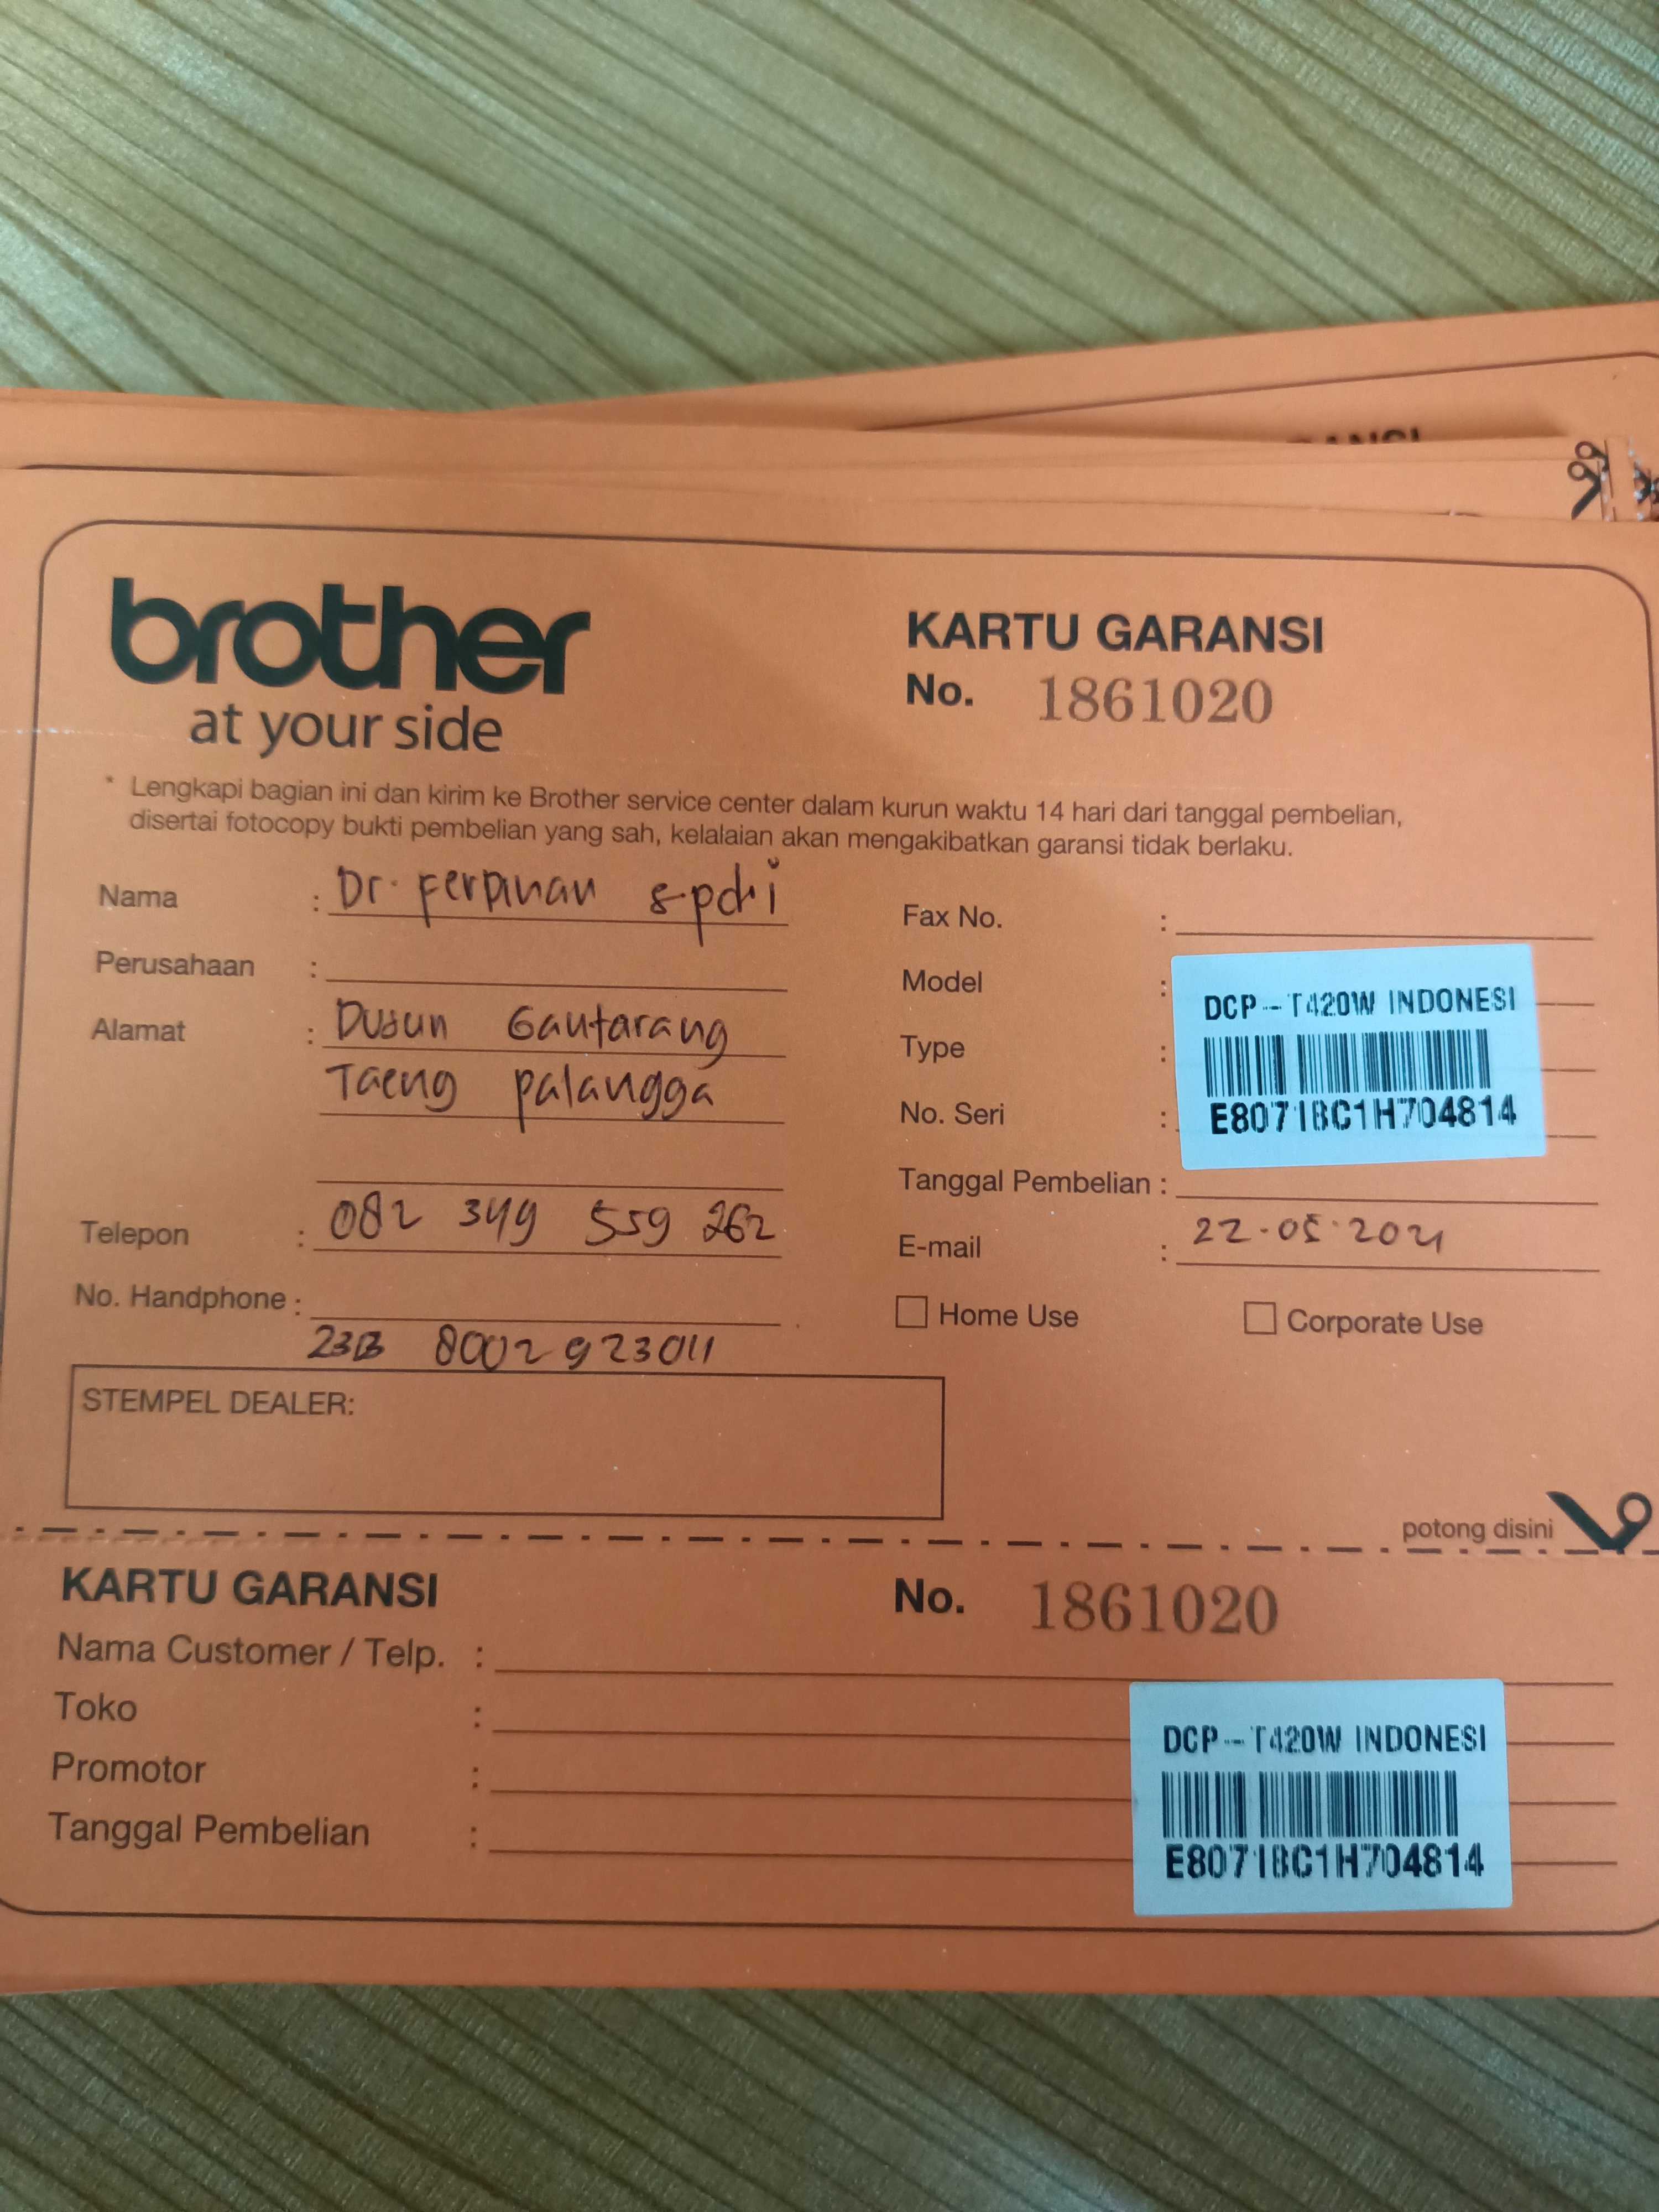 brother
at your side
KARTU GARANSI
No. 1861020
* Lengkapi bagian ini dan kirim ke Brother service center dalam kurun waktu 14 hari dari tanggal pembelian,
disertai fotocopy bukti pembelian yang sah, kelalaian akan mengakibatkan garansi tidak berlaku.
Nama : Dr. Ferdinan
Perusahaan :
Alamat : Dusun Gantarang
Taeng palangga
Telepon : 082 349 559 262
No. Handphone :
23B 8002923011
STEMPEL DEALER:
Fax No. :
Model : DCP-T420W INDONESI
Type :
No. Seri : E80718C1H704814
Tanggal Pembelian :
E-mail : 22.05.2021
Home Use
Corporate Use
potong disini
KARTU GARANSI
No. 1861020
Nama Customer / Telp. :
Toko :
Promotor :
Tanggal Pembelian :
DCP-T420W INDONESI
E80718C1H704814